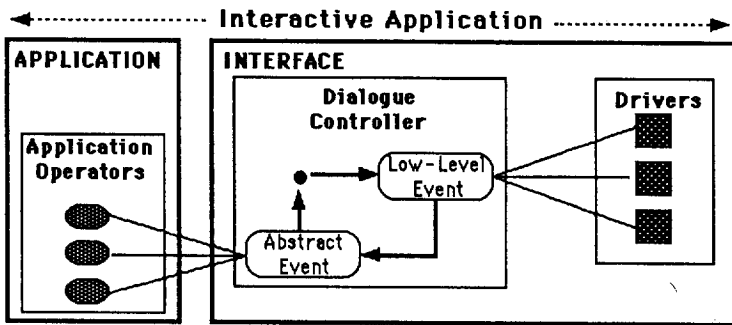 Interactive Application
APPLICATION
INTERFACE
Dialogue
Controller
Drivers
Application
Operators
Low-Level
Event
Abstract
Event